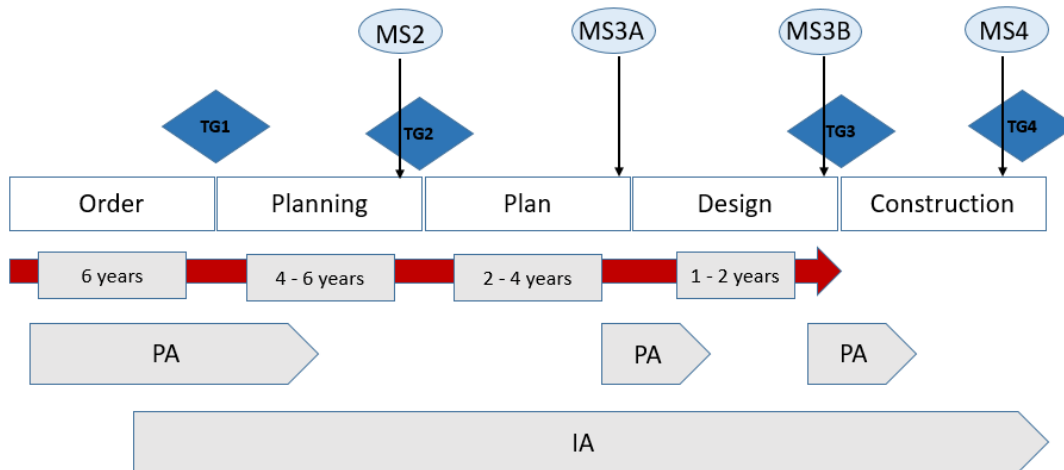 MS2
MS3A
MS3B
MS4
TG1
TG2
TG3
TG4
Order
Planning
Plan
Design
Construction
6 years
4 - 6 years
2 - 4 years
1 - 2 years
PA
PA
PA
IA